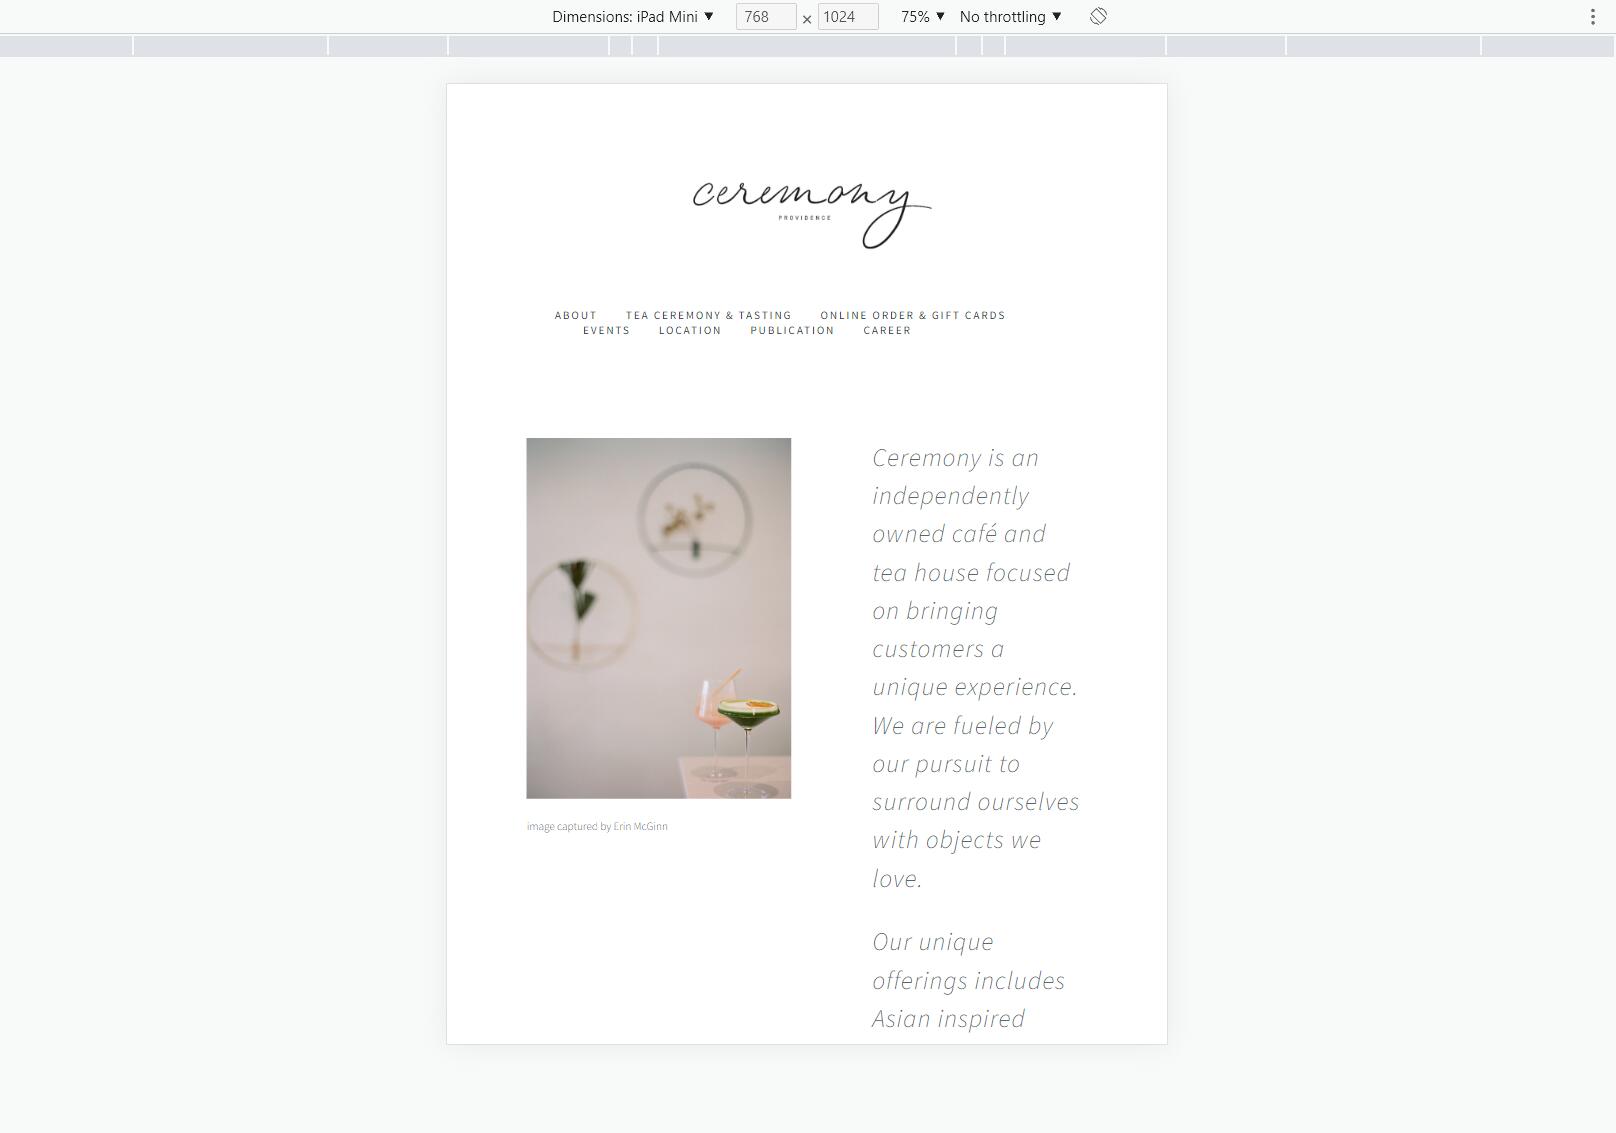 Dimensions: iPad Mini ▼ 768 × 1024 75% ▼ No throttling ▼
ceremony
PROVIDENCE
ABOUT TEA CEREMONY & TASTING ONLINE ORDER & GIFT CARDS
EVENTS LOCATION PUBLICATION CAREER
image captured by Erin McGinn
Ceremony is an
independently
owned café and
tea house focused
on bringing
customers a
unique experience.
We are fueled by
our pursuit to
surround ourselves
with objects we
love.
Our unique
offerings includes
Asian inspired